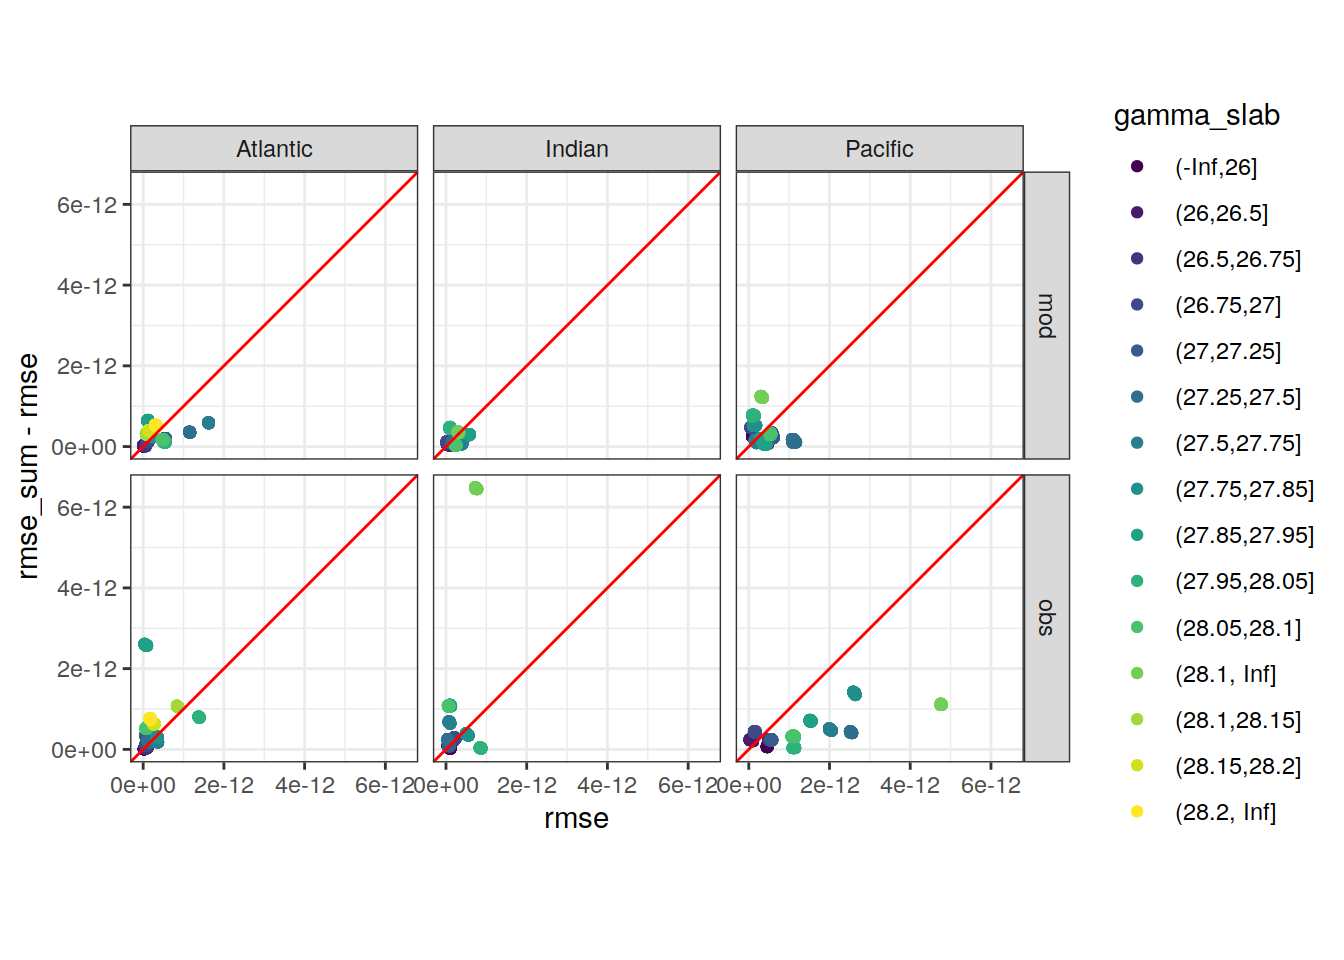 Atlantic Indian Pacific
6e-12
4e-12
2e-12
0e+00
mod
6e-12
4e-12
2e-12
0e+00
obs
rmse_sum - rmse
0e+00 2e-12 4e-12 6e-12 0e+00 2e-12 4e-12 6e-12 0e+00 2e-12 4e-12 6e-12
rmse
gamma_slab
(-Inf,26]
(26,26.5]
(26.5,26.75]
(26.75,27]
(27,27.25]
(27.25,27.5]
(27.5,27.75]
(27.75,27.85]
(27.85,27.95]
(27.95,28.05]
(28.05,28.1]
(28.1, Inf]
(28.1,28.15]
(28.15,28.2]
(28.2, Inf]